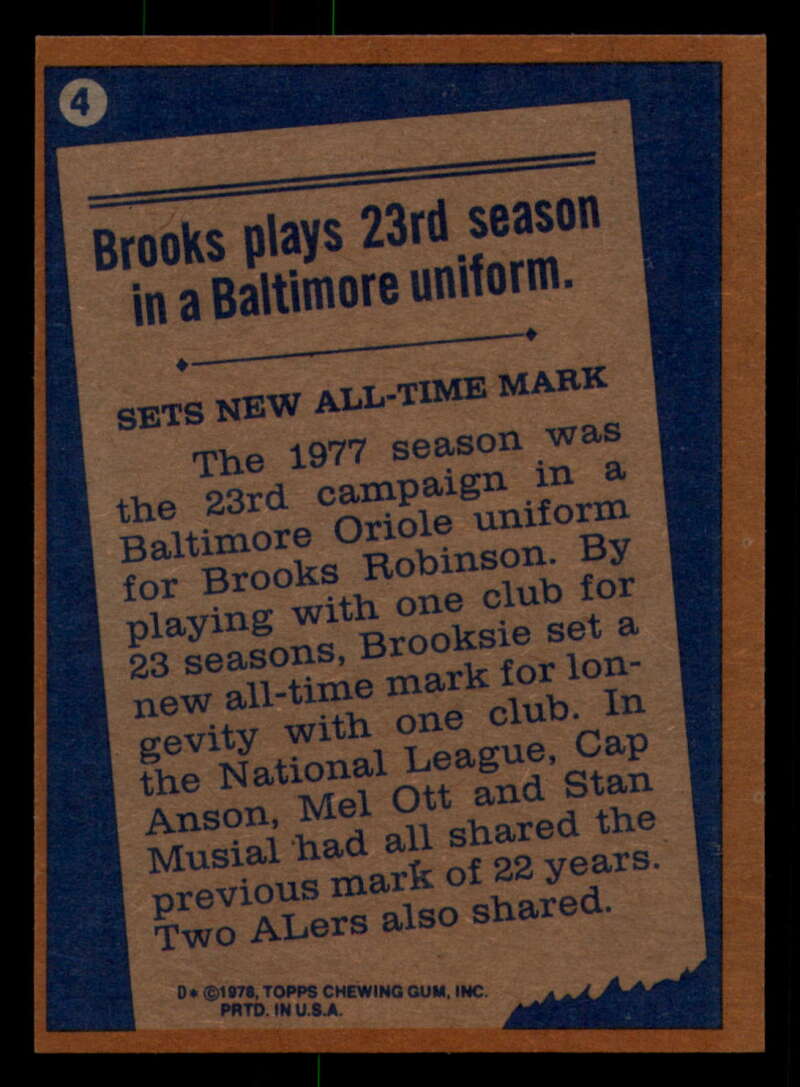 4
Brooks plays 23rd season
in a Baltimore uniform.
SETS NEW ALL-TIME MARK
The 1977 season was
the 23rd campaign in a
Baltimore Oriole uniform
for Brooks Robinson. By
playing with one club for
23 seasons, Brooksie set a
new all-time mark for lon-
gevity with one club. In
the National League, Cap
Anson, Mel Ott and Stan
Musial had all shared the
previous mark of 22 years.
Two ALers also shared.
D* ©1978, TOPPS CHEWING GUM, INC.
PRTD. IN U.S.A.